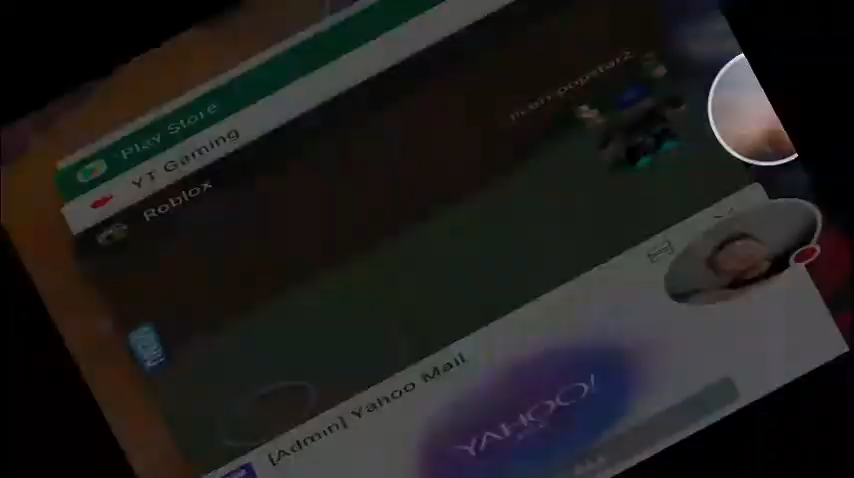 Play Store
YT Gaming
Roblox
[Admin] Yahoo Mail
YAHOO!